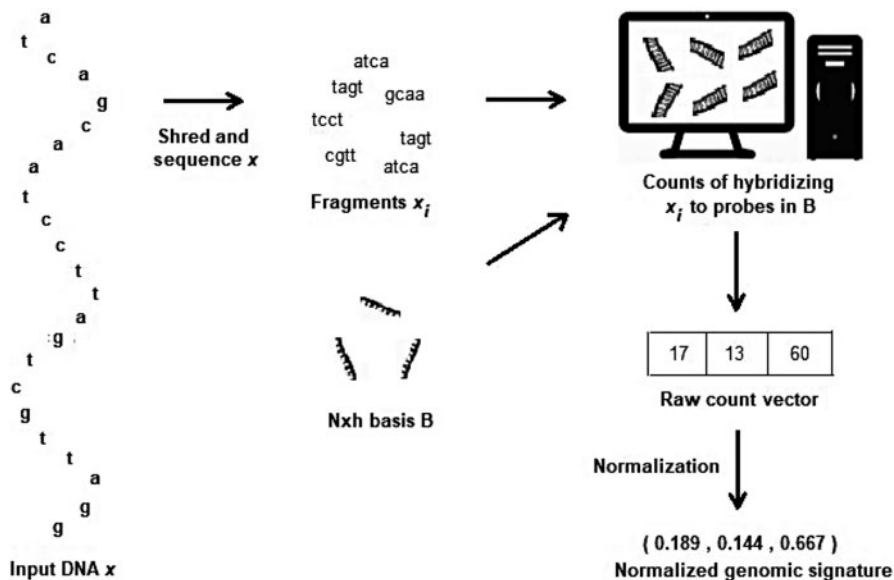 a
t
c
a
g
c
a
a
t
c
c
t
t
a
g
t
c
g
t
t
a
g
g
Input DNA x
Shred and
sequence x
atca
tagt
gcaa
tcct
tagt
cgtt
atca
Fragments x_i
Nxh basis B
Counts of hybridizing
x_i to probes in B
17 13 60
Raw count vector
Normalization
( 0.189 , 0.144 , 0.667 )
Normalized genomic signature